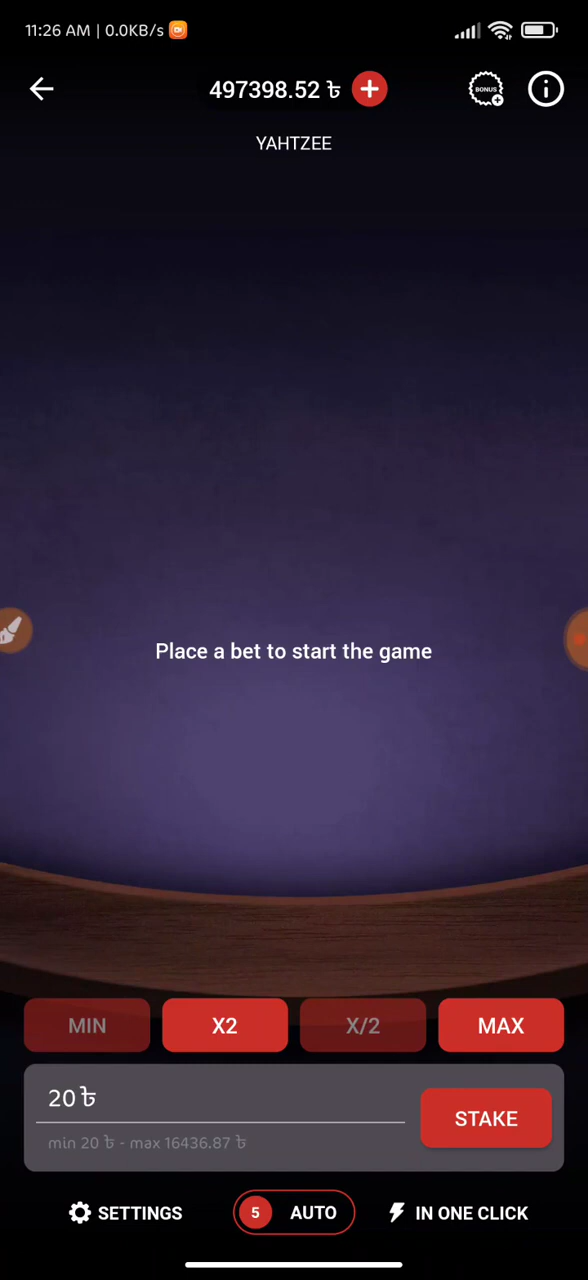 11:26 AM | 0.0KB/s
497398.52 ৳
BONUS
YAHTZEE
Place a bet to start the game
MIN
X2
X/2
MAX
20 ৳
STAKE
min 20 ৳ - max 16436.87 ৳
SETTINGS
5 AUTO
IN ONE CLICK